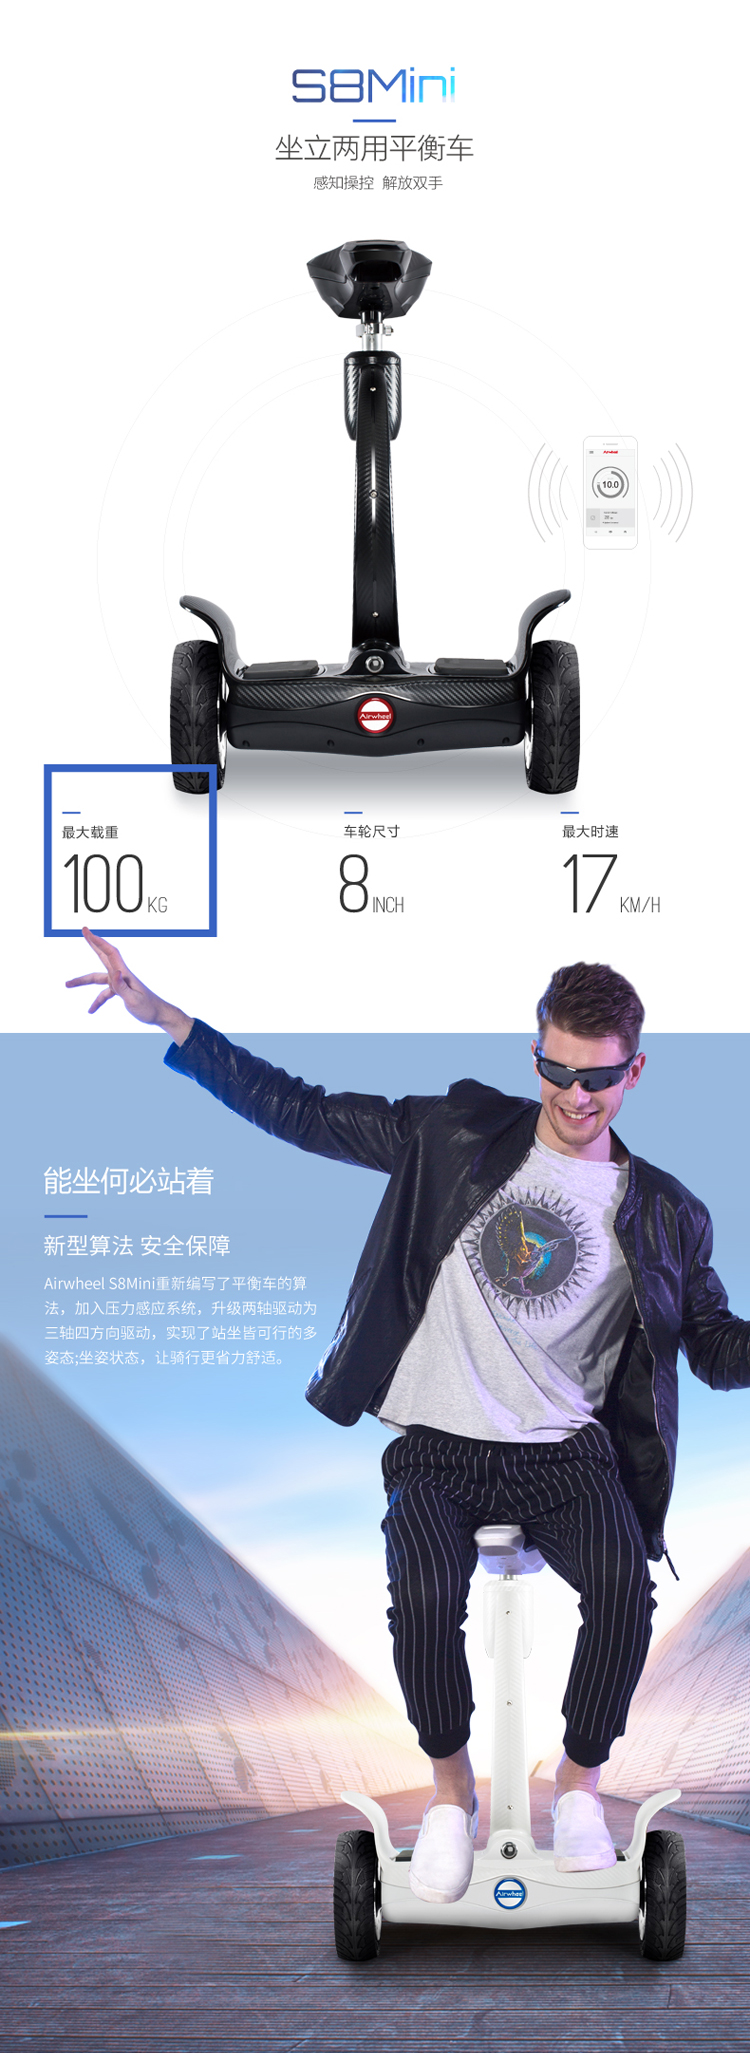 S8Mini
坐立两用平衡车
感知操控 解放双手
Airwheel
10.0
Airwheel
最大载重
100KG
车轮尺寸
8INCH
最大时速
17KM/H
能坐何必站着
新型算法 安全保障
Airwheel S8Mini重新编写了平衡车的算
法，加入压力感应系统，升级两轴驱动为
三轴四方向驱动，实现了站坐皆可行的多
姿态;坐姿状态，让骑行更省力舒适。
Airwheel